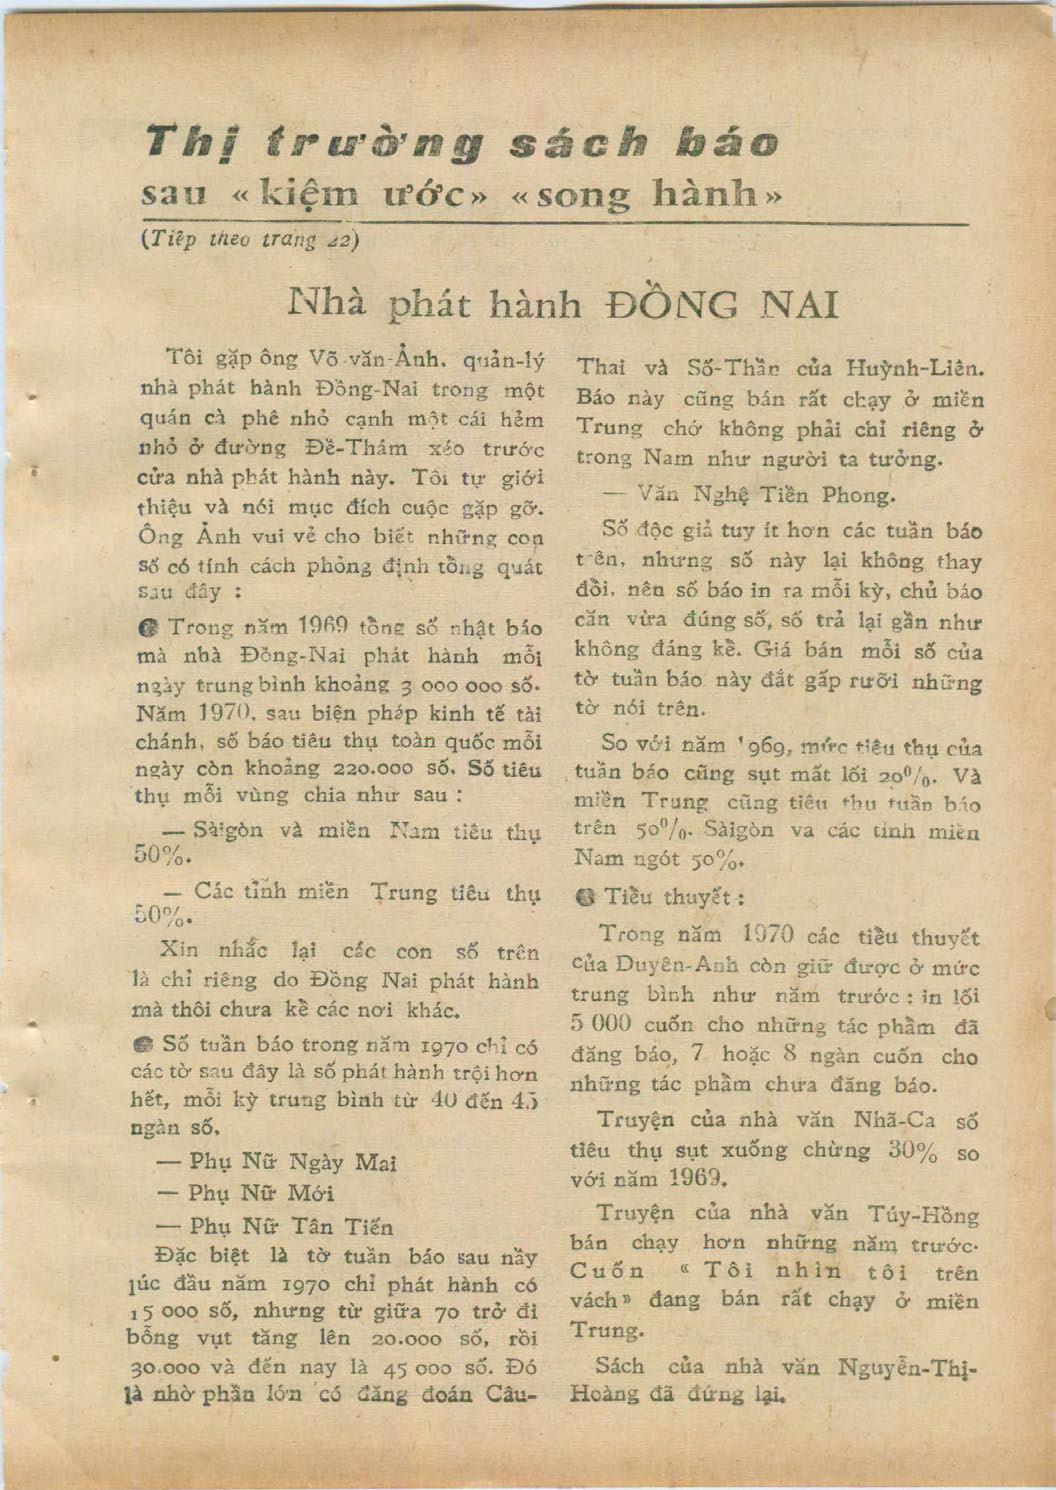 Thị trường sách báo
sau « kiệm ước » « song hành »
(Tiếp theo trang 22)
Nhà phát hành ĐỒNG NAI
Tôi gặp ông Võ-văn-Ảnh, quản-lý
nhà phát hành Đồng-Nai trong một
quán cà phê nhỏ cạnh một cái hẻm
nhỏ ở đường Đề-Thám xéo trước
cửa nhà phát hành này. Tôi tự giới
thiệu và nói mục đích cuộc gặp gỡ.
Ông Ảnh vui vẻ cho biết những con
số có tính cách phỏng định tổng quát
sau đây :
Trong năm 1969 tổng số nhật báo
mà nhà Đồng-Nai phát hành mỗi
ngày trung bình khoảng 3 000 000 số.
Năm 1970, sau biện pháp kinh tế tài
chánh, số báo tiêu thụ toàn quốc mỗi
ngày còn khoảng 220.000 số. Số tiêu
thụ mỗi vùng chia như sau :
— Sàigòn và miền Nam tiêu thụ
50%.
— Các tỉnh miền Trung tiêu thụ
50%.
Xin nhắc lại các con số trên
là chỉ riêng do Đồng Nai phát hành
mà thôi chưa kể các nơi khác.
Số tuần báo trong năm 1970 chỉ có
các tờ sau đây là số phát hành trội hơn
hết, mỗi kỳ trung bình từ 40 đến 45
ngàn số.
— Phụ Nữ Ngày Mai
— Phụ Nữ Mới
— Phụ Nữ Tân Tiến
Đặc biệt là tờ tuần báo sau nầy
lúc đầu năm 1970 chỉ phát hành có
15 000 số, nhưng từ giữa 70 trở đi
bỗng vụt tăng lên 20.000 số, rồi
30.000 và đến nay là 45 000 số. Đó
là nhờ phần lớn có đăng đoán Câu-
Thai và Số-Thần của Huỳnh-Liên.
Báo này cũng bán rất chạy ở miền
Trung chớ không phải chỉ riêng ở
trong Nam như người ta tưởng.
— Văn Nghệ Tiền Phong.
Số độc giả tuy ít hơn các tuần báo
trên, nhưng số này lại không thay
đổi, nên số báo in ra mỗi kỳ, chủ báo
căn vừa đúng số, số trả lại gần như
không đáng kể. Giá bán mỗi số của
tờ tuần báo này đắt gấp rưỡi những
tờ nói trên.
So với năm 1969, mức tiêu thụ của
tuần báo cũng sụt mất lối 20%. Và
miền Trung cũng tiêu thụ tuần báo
trên 50%. Sàigòn va các tỉnh miền
Nam ngót 50%.
Tiểu thuyết :
Trong năm 1970 các tiểu thuyết
của Duyên-Anh còn giữ được ở mức
trung bình như năm trước : in lối
5 000 cuốn cho những tác phẩm đã
đăng báo, 7 hoặc 8 ngàn cuốn cho
những tác phẩm chưa đăng báo.
Truyện của nhà văn Nhã-Ca số
tiêu thụ sụt xuống chừng 30% so
với năm 1969.
Truyện của nhà văn Túy-Hồng
bán chạy hơn những năm trước.
Cuốn « Tôi nhìn tôi trên
vách » đang bán rất chạy ở miền
Trung.
Sách của nhà văn Nguyễn-Thị-
Hoàng đã đứng lại.